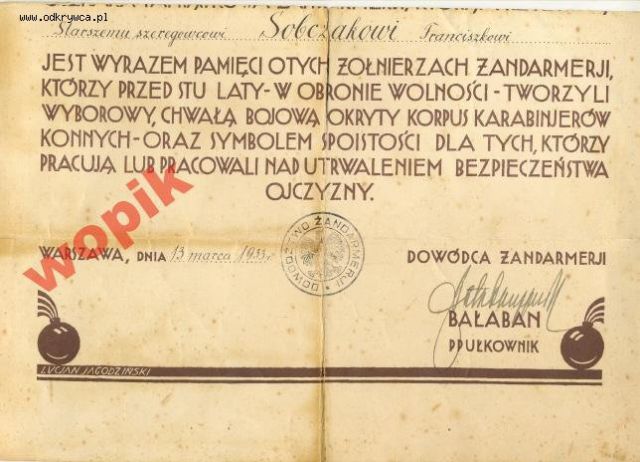 www.odkrywca.pl
Starszemu szeregowcowi Sobczakowi Franciszkowi
JEST WYRAZEM PAMIĘCI O TYCH ŻOŁNIERZACH ŻANDARMERJI,
KTÓRZY PRZED STU LATY - W OBRONIE WOLNOŚCI - TWORZYLI
WYBOROWY, CHWAŁĄ BOJOWĄ OKRYTY KORPUS KARABINJERÓW
KONNYCH - ORAZ SYMBOLEM SPOISTOŚCI DLA TYCH, KTÓRZY
PRACUJĄ LUB PRACOWALI NAD UTRWALENIEM BEZPIECZEŃSTWA
OJCZYZNY.
wopik
WARSZAWA, DNIA 13 marca 1933 r.
DOWÓDZTWO ŻANDARMERJI
DOWÓDCA ŻANDARMERJI
BAŁABAN
PPUŁKOWNIK
LUCJAN JAGODZIŃSKI